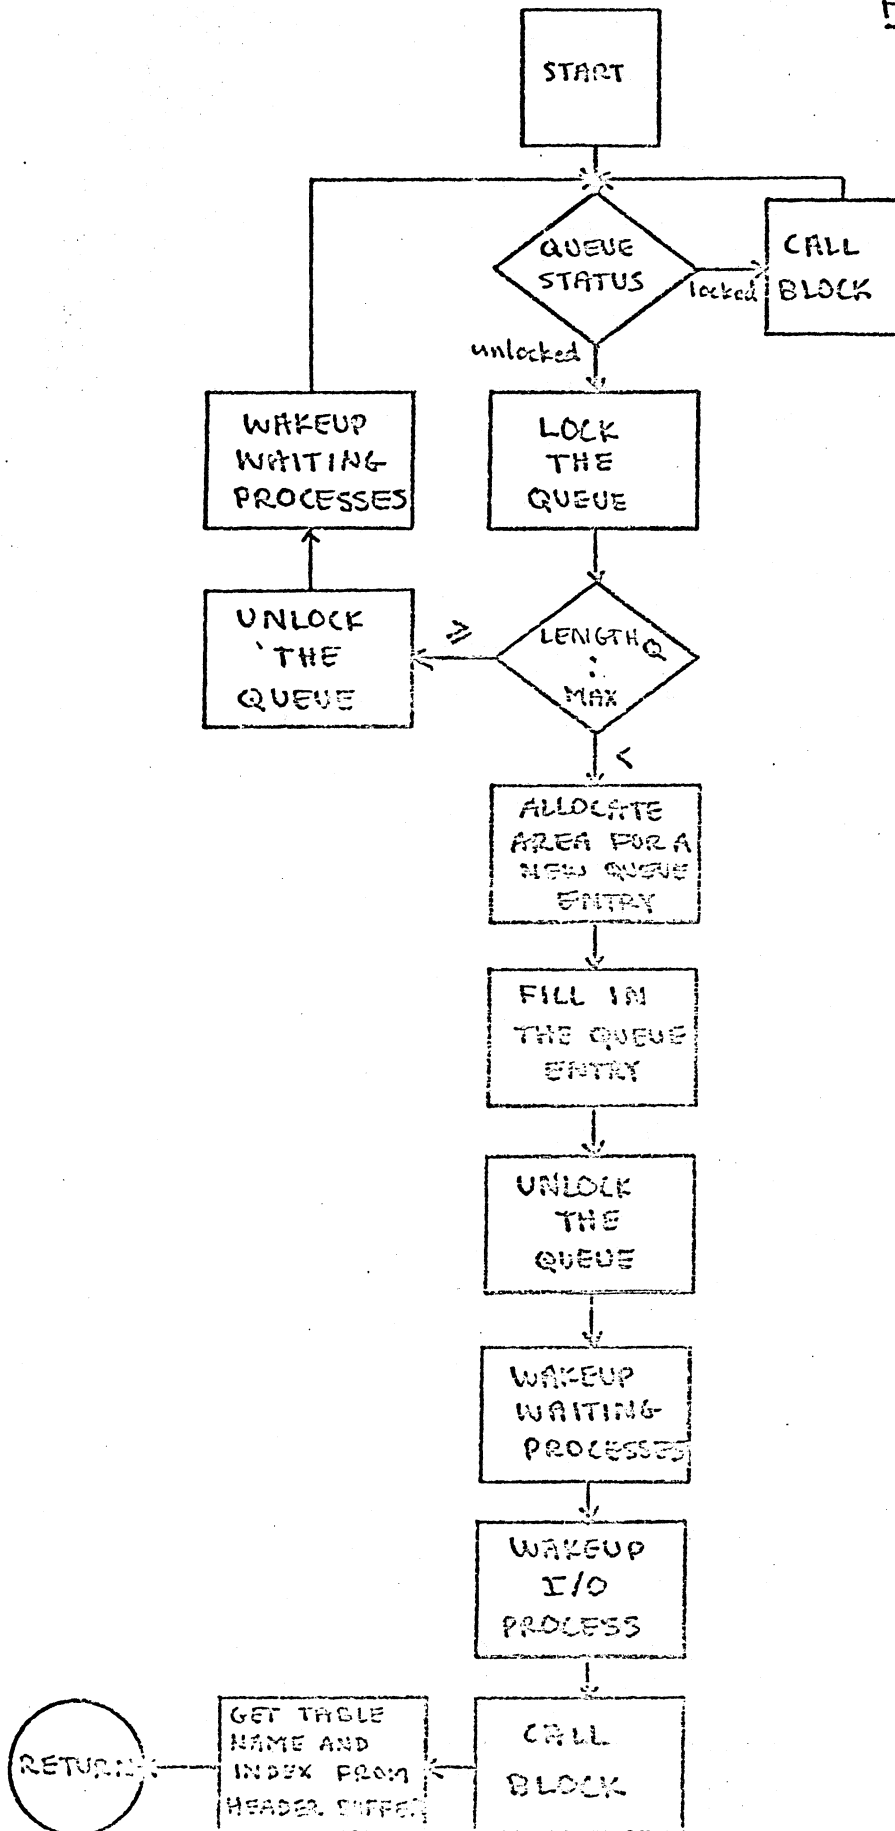 START
QUEUE
STATUS
locked
CALL
BLOCK
unlocked
WAKEUP
WAITING
PROCESSES
LOCK
THE
QUEUE
UNLOCK
THE
QUEUE
≥
LENGTH Q
:
MAX
<
ALLOCATE
AREA FOR A
NEW QUEUE
ENTRY
FILL IN
THE QUEUE
ENTRY
UNLOCK
THE
QUEUE
WAKEUP
WAITING
PROCESSES
WAKEUP
I/O
PROCESS
CALL
BLOCK
GET TABLE
NAME AND
INDEX FROM
HEADER BUFFER
RETURN